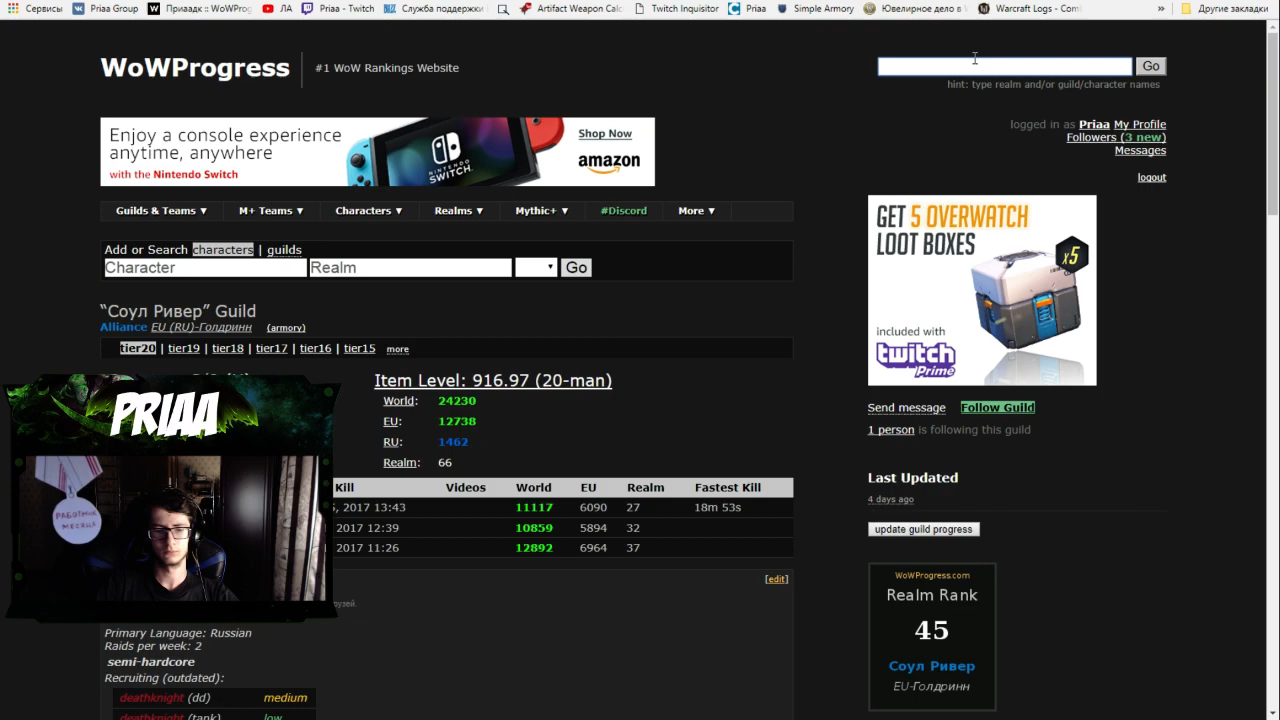 Сервисы Priaa Group Приаадк :: WoWProg ЛА Priaa - Twitch Служба поддержки Artifact Weapon Calc Twitch Inquisitor Priaa Simple Armory Ювелирное дело в Warcraft Logs - Com » Другие закладки
WoWProgress #1 WoW Rankings Website
Go
hint: type realm and/or guild/character names
Enjoy a console experience
anytime, anywhere
with the Nintendo Switch
NINTENDO
SWITCH
Shop Now
amazon
logged in as Priaa My Profile
Followers (3 new)
Messages
logout
Guilds & Teams ▼ M+ Teams ▼ Characters ▼ Realms ▼ Mythic+ ▼ #Discord More ▼
Add or Search characters | guilds
Character Realm Go
GET 5 OVERWATCH
LOOT BOXES
x5
included with
twitch
Prime
“Соул Ривер” Guild
Alliance EU (RU)-Голдринн (armory)
tier20 | tier19 | tier18 | tier17 | tier16 | tier15 more
Item Level: 916.97 (20-man)
World: 24230
EU: 12738
RU: 1462
Realm: 66
Send message Follow Guild
1 person is following this guild
Last Updated
4 days ago
update guild progress
PRIAA
РАБОТНИК
МЕСЯЦА
Kill Videos World EU Realm Fastest Kill
, 2017 13:43 11117 6090 27 18m 53s
2017 12:39 10859 5894 32
2017 11:26 12892 6964 37
[edit]
рузей.
Primary Language: Russian
Raids per week: 2
semi-hardcore
Recruiting (outdated):
deathknight (dd) medium
deathknight (tank) low
WoWProgress.com
Realm Rank
45
Соул Ривер
EU-Голдринн